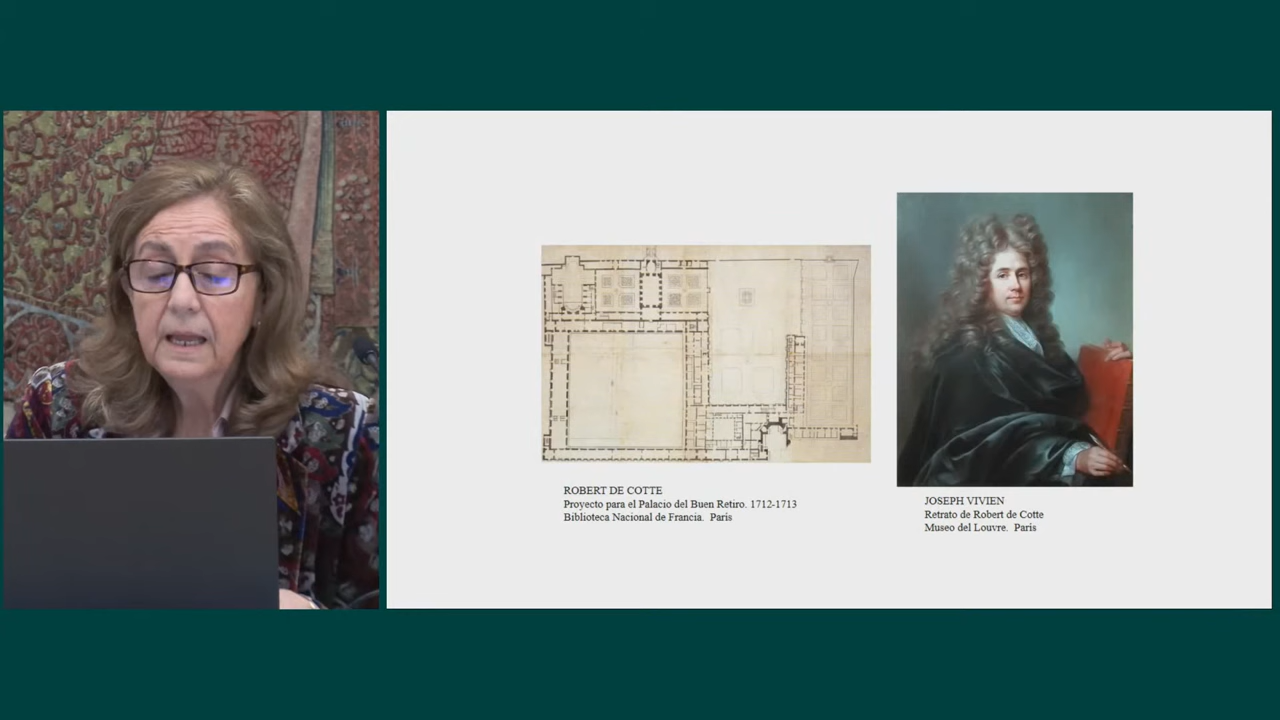 ROBERT DE COTTE
Proyecto para el Palacio del Buen Retiro. 1712-1713
Biblioteca Nacional de Francia. Paris
JOSEPH VIVIEN
Retrato de Robert de Cotte
Museo del Louvre. Paris